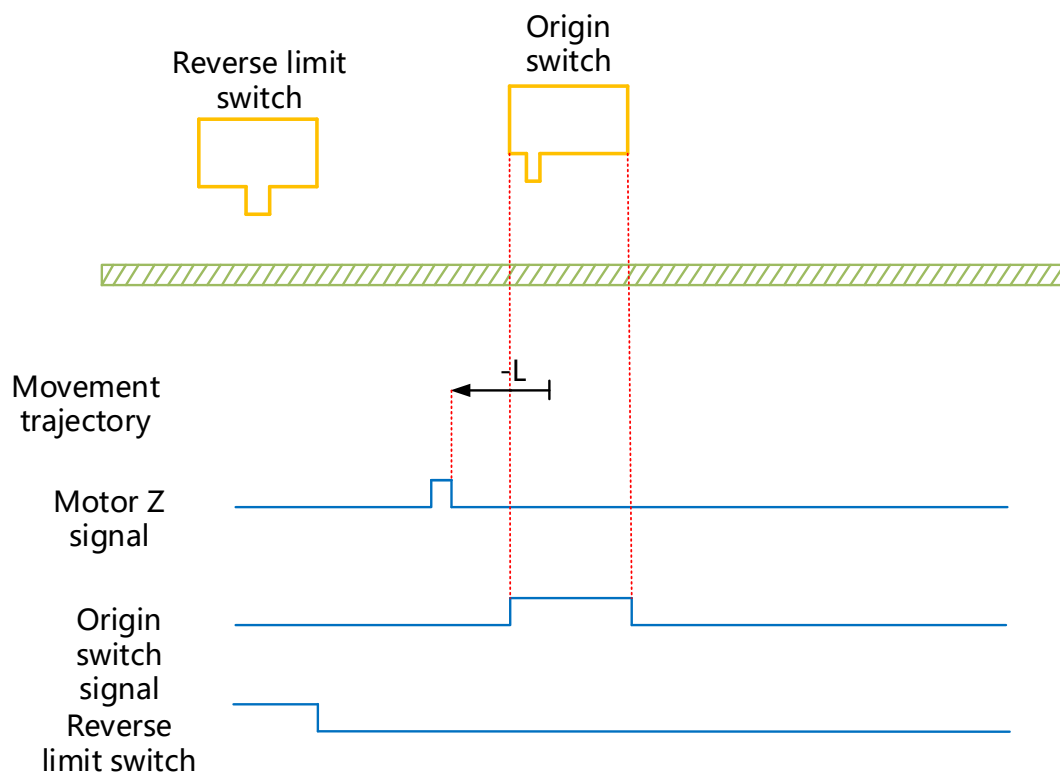 Origin
switch
Reverse limit
switch
-L
Movement
trajectory
Motor Z
signal
Origin
switch
signal
Reverse
limit switch